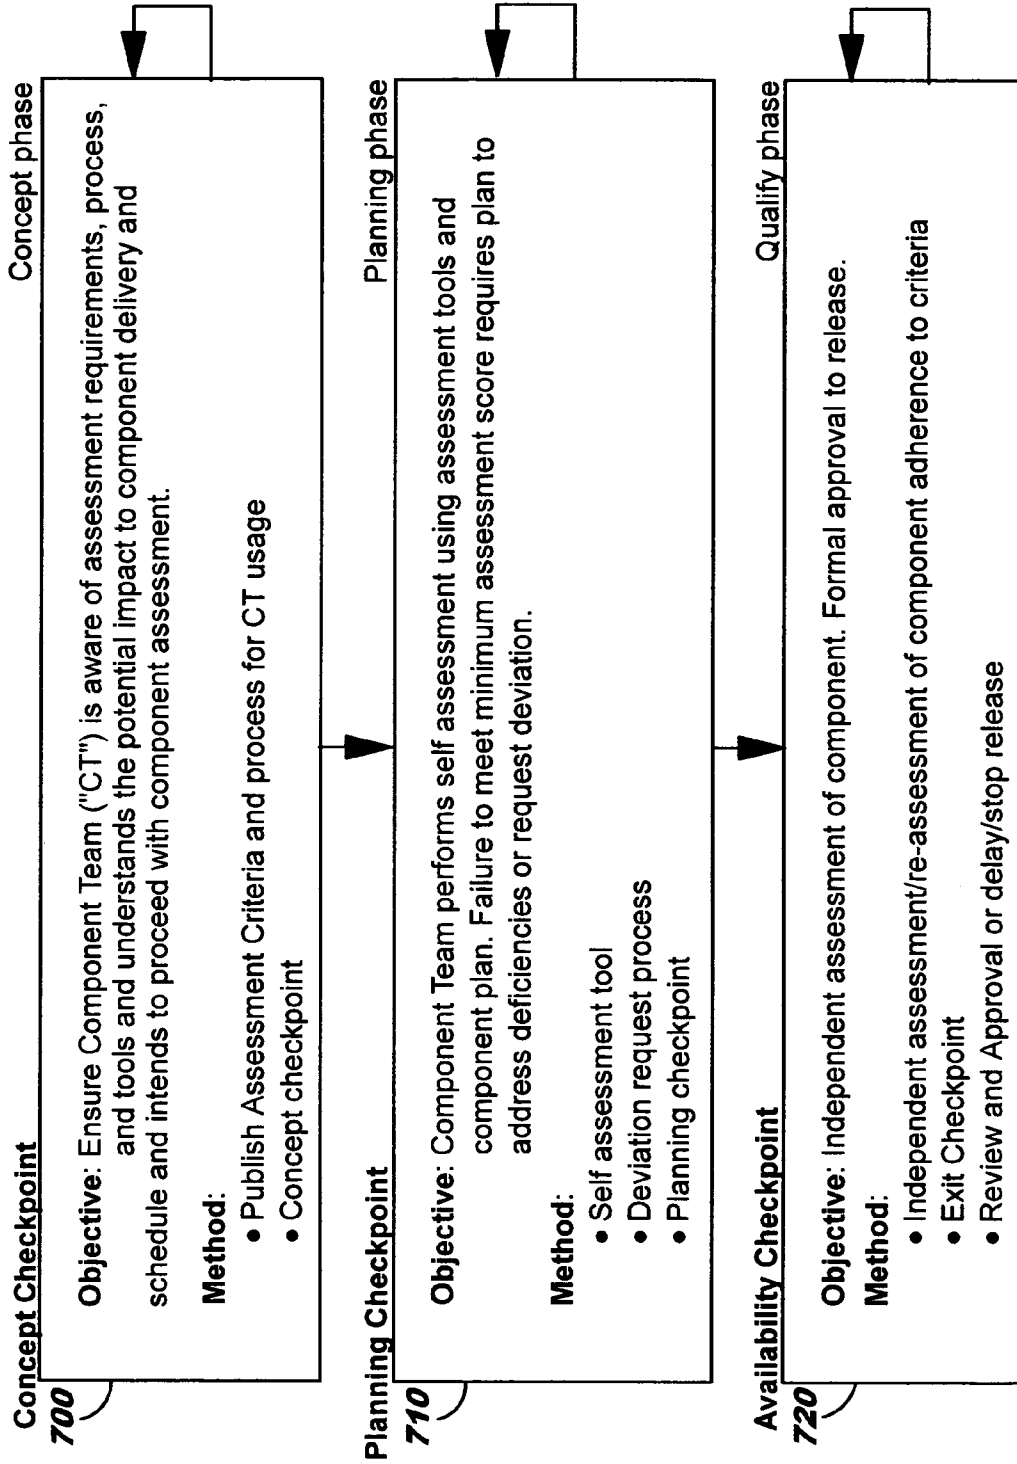 Concept Checkpoint
Concept phase
700
Objective: Ensure Component Team ("CT") is aware of assessment requirements, process,
and tools and understands the potential impact to component delivery and
schedule and intends to proceed with component assessment.
Method:
• Publish Assessment Criteria and process for CT usage
• Concept checkpoint
Planning Checkpoint
Planning phase
710
Objective: Component Team performs self assessment using assessment tools and
component plan. Failure to meet minimum assessment score requires plan to
address deficiencies or request deviation.
Method:
• Self assessment tool
• Deviation request process
• Planning checkpoint
Availability Checkpoint
Qualify phase
720
Objective: Independent assessment of component. Formal approval to release.
Method:
• Independent assessment/re-assessment of component adherence to criteria
• Exit Checkpoint
• Review and Approval or delay/stop release